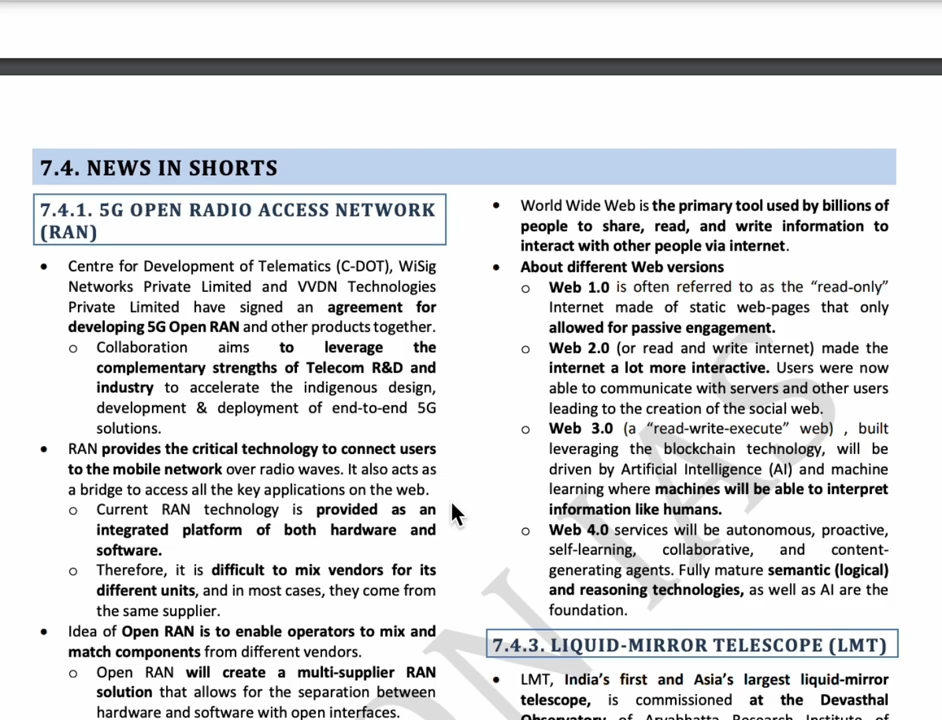 7.4. NEWS IN SHORTS
7.4.1. 5G OPEN RADIO ACCESS NETWORK
(RAN)
• Centre for Development of Telematics (C-DOT), WiSig
Networks Private Limited and VVDN Technologies
Private Limited have signed an agreement for
developing 5G Open RAN and other products together.
o Collaboration aims to leverage the
complementary strengths of Telecom R&D and
industry to accelerate the indigenous design,
development & deployment of end-to-end 5G
solutions.
• RAN provides the critical technology to connect users
to the mobile network over radio waves. It also acts as
a bridge to access all the key applications on the web.
o Current RAN technology is provided as an
integrated platform of both hardware and
software.
o Therefore, it is difficult to mix vendors for its
different units, and in most cases, they come from
the same supplier.
• Idea of Open RAN is to enable operators to mix and
match components from different vendors.
o Open RAN will create a multi-supplier RAN
solution that allows for the separation between
hardware and software with open interfaces.
• World Wide Web is the primary tool used by billions of
people to share, read, and write information to
interact with other people via internet.
• About different Web versions
o Web 1.0 is often referred to as the “read-only”
Internet made of static web-pages that only
allowed for passive engagement.
o Web 2.0 (or read and write internet) made the
internet a lot more interactive. Users were now
able to communicate with servers and other users
leading to the creation of the social web.
o Web 3.0 (a “read-write-execute” web) , built
leveraging the blockchain technology, will be
driven by Artificial Intelligence (AI) and machine
learning where machines will be able to interpret
information like humans.
o Web 4.0 services will be autonomous, proactive,
self-learning, collaborative, and content-
generating agents. Fully mature semantic (logical)
and reasoning technologies, as well as AI are the
foundation.
7.4.3. LIQUID-MIRROR TELESCOPE (LMT)
• LMT, India’s first and Asia’s largest liquid-mirror
telescope, is commissioned at the Devasthal
Observatory of Aryabhatta Research Institute of
ON IAS